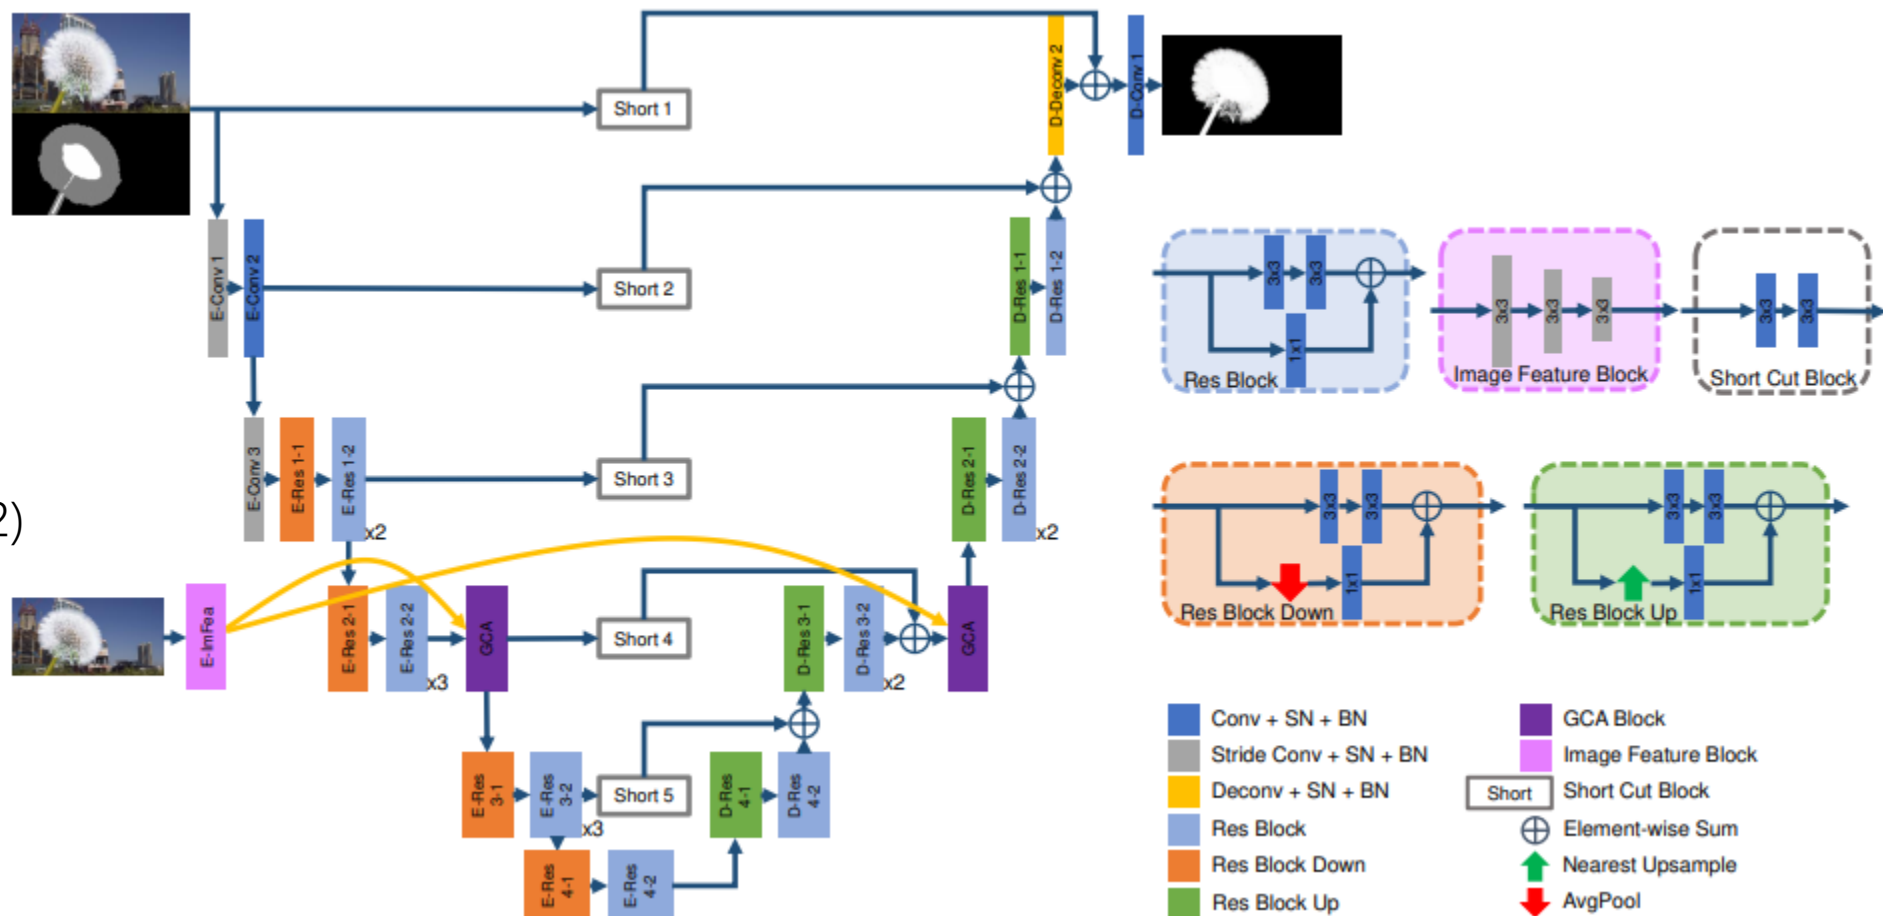 Short 1
D-Deconv 2
D-Conv 1
E-Conv 1
E-Conv 2
Short 2
D-Res 1-1
D-Res 1-2
E-Conv 3
E-Res 1-1
E-Res 1-2
x2
Short 3
D-Res 2-1
D-Res 2-2
x2
2)
E-ImFea
E-Res 2-1
E-Res 2-2
x3
GCA
Short 4
D-Res 3-1
D-Res 3-2
x2
GCA
E-Res
3-1
E-Res
3-2
x3
Short 5
D-Res
4-1
D-Res
4-2
E-Res
4-1
E-Res
4-2
3x3
3x3
1x1
Res Block
3x3
3x3
3x3
Image Feature Block
3x3
3x3
Short Cut Block
3x3
3x3
1x1
Res Block Down
3x3
3x3
1x1
Res Block Up
Conv + SN + BN
Stride Conv + SN + BN
Deconv + SN + BN
Res Block
Res Block Down
Res Block Up
GCA Block
Image Feature Block
Short
Short Cut Block
Element-wise Sum
Nearest Upsample
AvgPool